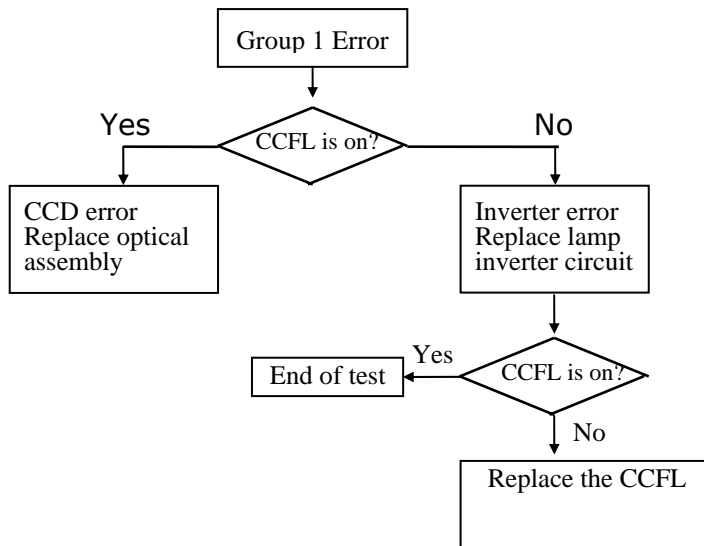 Group 1 Error
CCFL is on?
Yes
No
CCD error
Replace optical
assembly
Inverter error
Replace lamp
inverter circuit
CCFL is on?
Yes
End of test
No
Replace the CCFL